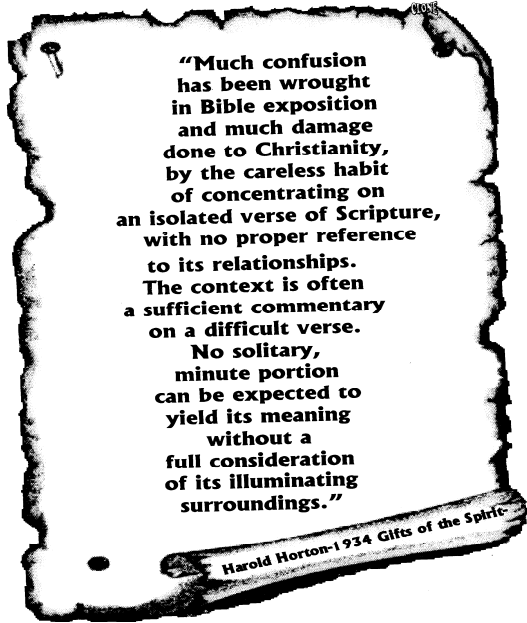 CLONE
“Much confusion
has been wrought
in Bible exposition
and much damage
done to Christianity,
by the careless habit
of concentrating on
an isolated verse of Scripture,
with no proper reference
to its relationships.
The context is often
a sufficient commentary
on a difficult verse.
No solitary,
minute portion
can be expected to
yield its meaning
without a
full consideration
of its illuminating
surroundings.”
Harold Horton-1934 Gifts of the Spirit-